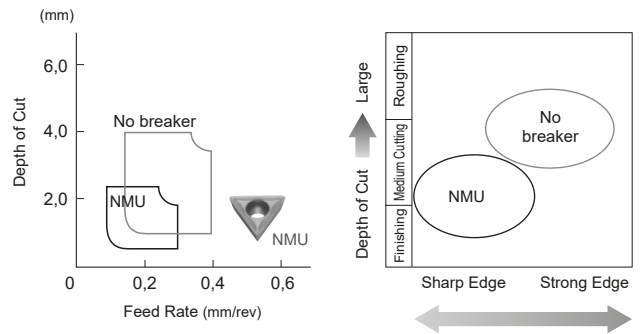 (mm)
Depth of Cut
6,0
4,0
2,0
0
0,2
0,4
0,6
Feed Rate (mm/rev)
No breaker
NMU
NMU
Depth of Cut
Large
Roughing
Medium Cutting
Finishing
No
breaker
NMU
Sharp Edge
Strong Edge